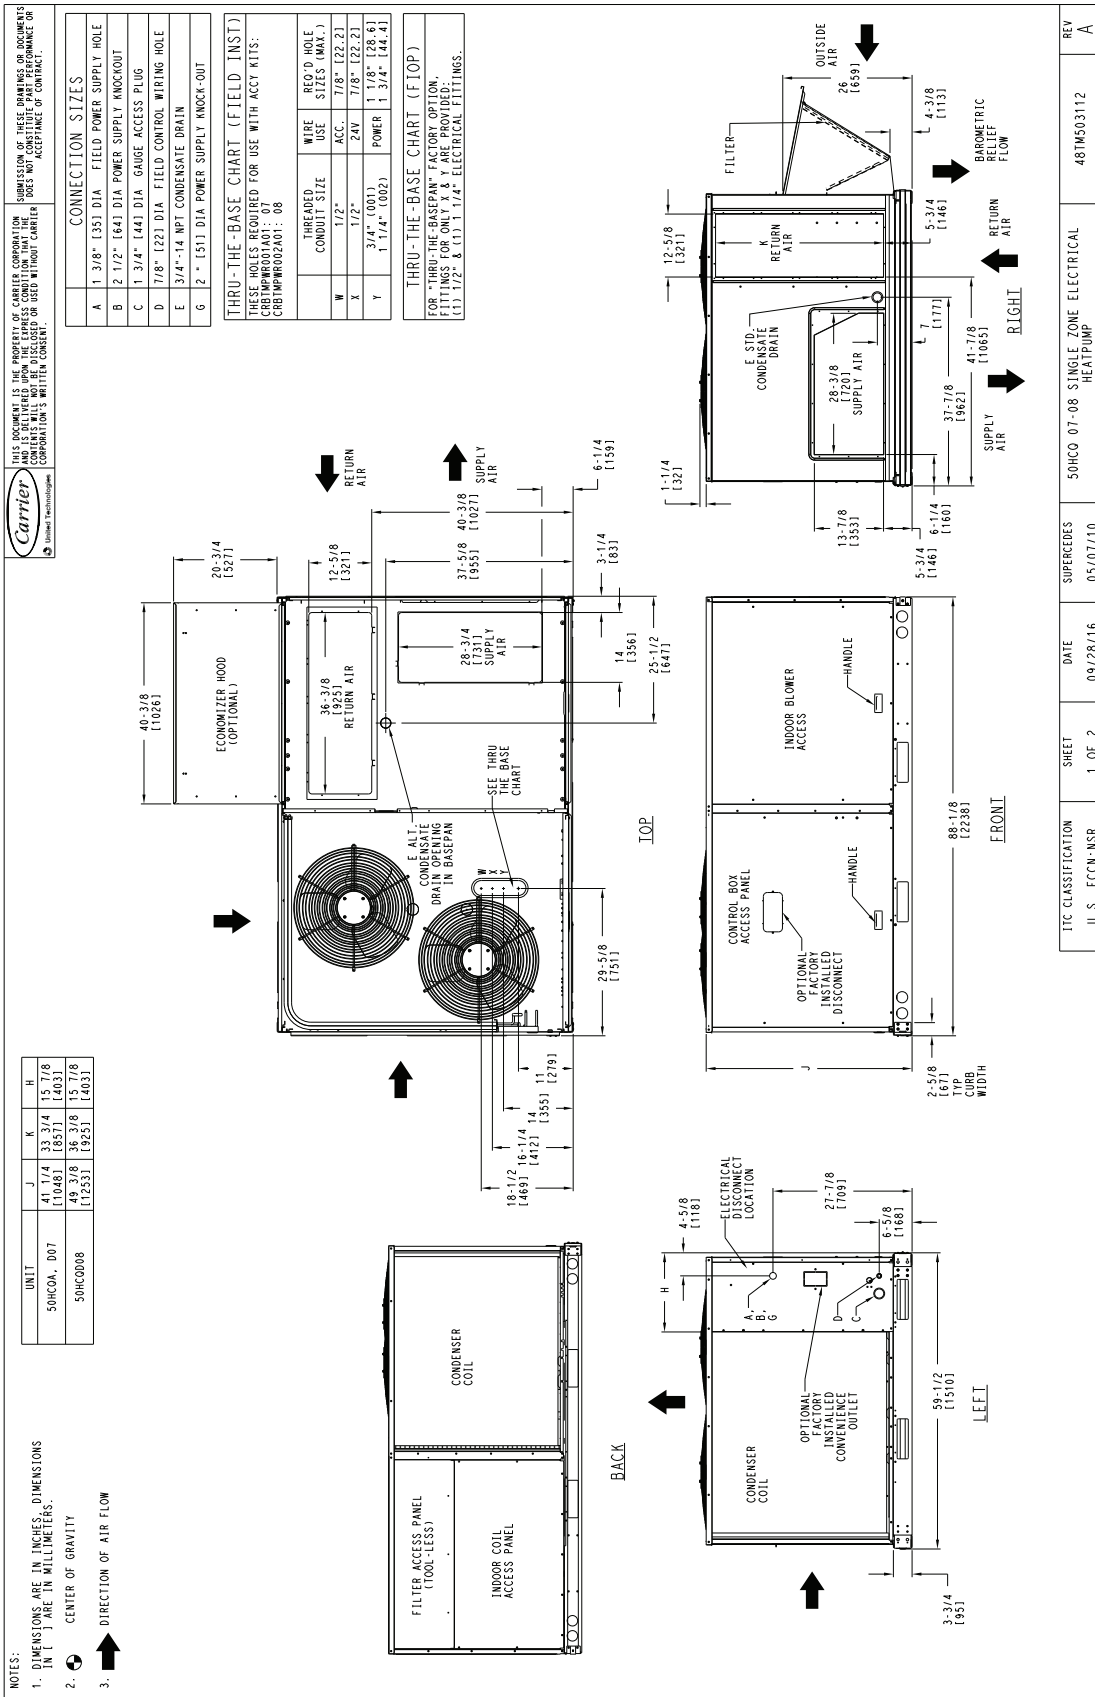 NOTES:
1. DIMENSIONS ARE IN INCHES, DIMENSIONS
IN [ ] ARE IN MILLIMETERS.
2. CENTER OF GRAVITY
3. DIRECTION OF AIR FLOW
UNIT J K H
50HCQA, D07 41 1/4 [1048] 33 3/4 [857] 15 7/8 [403]
50HCQD08 49 3/8 [1253] 36 3/8 [925] 15 7/8 [403]
Carrier
United Technologies
THIS DOCUMENT IS THE PROPERTY OF CARRIER CORPORATION
AND IS DELIVERED UPON THE EXPRESS CONDITION THAT THE
CONTENTS WILL NOT BE DISCLOSED OR USED WITHOUT CARRIER
CORPORATION'S WRITTEN CONSENT.
SUBMISSION OF THESE DRAWINGS OR DOCUMENTS
DOES NOT CONSTITUTE PART PERFORMANCE OR
ACCEPTANCE OF CONTRACT.
CONNECTION SIZES
A 1 3/8" [35] DIA FIELD POWER SUPPLY HOLE
B 2 1/2" [64] DIA POWER SUPPLY KNOCKOUT
C 1 3/4" [44] DIA GAUGE ACCESS PLUG
D 7/8" [22] DIA FIELD CONTROL WIRING HOLE
E 3/4"-14 NPT CONDENSATE DRAIN
G 2 " [51] DIA POWER SUPPLY KNOCK-OUT
THRU-THE-BASE CHART (FIELD INST)
THESE HOLES REQUIRED FOR USE WITH ACCY KITS:
CRBTMPWR001A01: 07
CRBTMPWR002A01: 08
THREADED CONDUIT SIZE WIRE USE REQ'D HOLE SIZES (MAX.)
W 1/2" ACC. 7/8" [22.2]
X 1/2" 24V 7/8" [22.2]
Y 3/4" (001) POWER 1 1/8" [28.6]
1 1/4" (002) 1 3/4" [44.4]
THRU-THE-BASE CHART (FIOP)
FOR "THRU-THE-BASEPAN" FACTORY OPTION,
FITTINGS FOR ONLY X & Y ARE PROVIDED:
(1) 1/2" & (1) 1 1/4" ELECTRICAL FITTINGS.
40-3/8
[1026]
20-3/4
[527]
ECONOMIZER HOOD
(OPTIONAL)
12-5/8
[321]
36-3/8
[925]
RETURN AIR
RETURN
AIR
40-3/8
[1027]
37-5/8
[955]
SUPPLY
AIR
28-3/4
[731]
SUPPLY
AIR
6-1/4
[159]
3-1/4
[83]
14
[356]
25-1/2
[647]
E ALT.
CONDENSATE
DRAIN OPENING
IN BASEPAN
SEE THRU
THE BASE
CHART
W
X
Y
29-5/8
[751]
11
[279]
14
[355]
16-1/4
[412]
18-1/2
[469]
TOP
FILTER ACCESS PANEL
(TOOL-LESS)
INDOOR COIL
ACCESS PANEL
CONDENSER
COIL
BACK
CONDENSER
COIL
OPTIONAL
FACTORY
INSTALLED
CONVENIENCE
OUTLET
H
4-5/8
[118]
ELECTRICAL
DISCONNECT
LOCATION
A,
B,
G
D
C
27-7/8
[709]
6-5/8
[168]
59-1/2
[1510]
3-3/4
[95]
LEFT
J
CONTROL BOX
ACCESS PANEL
OPTIONAL
FACTORY
INSTALLED
DISCONNECT
HANDLE
INDOOR BLOWER
ACCESS
HANDLE
2-5/8
[67]
TYP
CURB
WIDTH
88-1/8
[2238]
FRONT
1-1/4
[32]
E STD.
CONDENSATE
DRAIN
28-3/8
[720]
SUPPLY AIR
13-7/8
[353]
5-3/4
[146]
6-1/4
[160]
37-7/8
[962]
41-7/8
[1065]
7
[177]
12-5/8
[321]
K
RETURN
AIR
5-3/4
[146]
FILTER
OUTSIDE
AIR
26
[659]
4-3/8
[113]
BAROMETRIC
RELIEF
FLOW
RETURN
AIR
SUPPLY
AIR
RIGHT
ITC CLASSIFICATION
U.S. ECCN:NSR
SHEET
1 OF 2
DATE
09/28/16
SUPERCEDES
05/07/10
50HCQ 07-08 SINGLE ZONE ELECTRICAL
HEATPUMP
48TM503112
REV
A